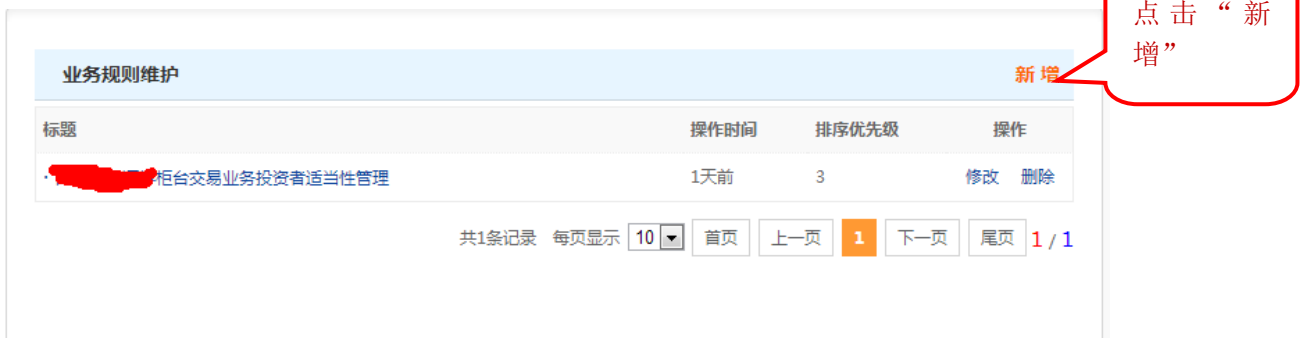 点击“新
增”
业务规则维护 新 增
标题 操作时间 排序优先级 操作
柜台交易业务投资者适当性管理 1天前 3 修改 删除
共1条记录 每页显示 10 首页 上一页 1 下一页 尾页 1 / 1